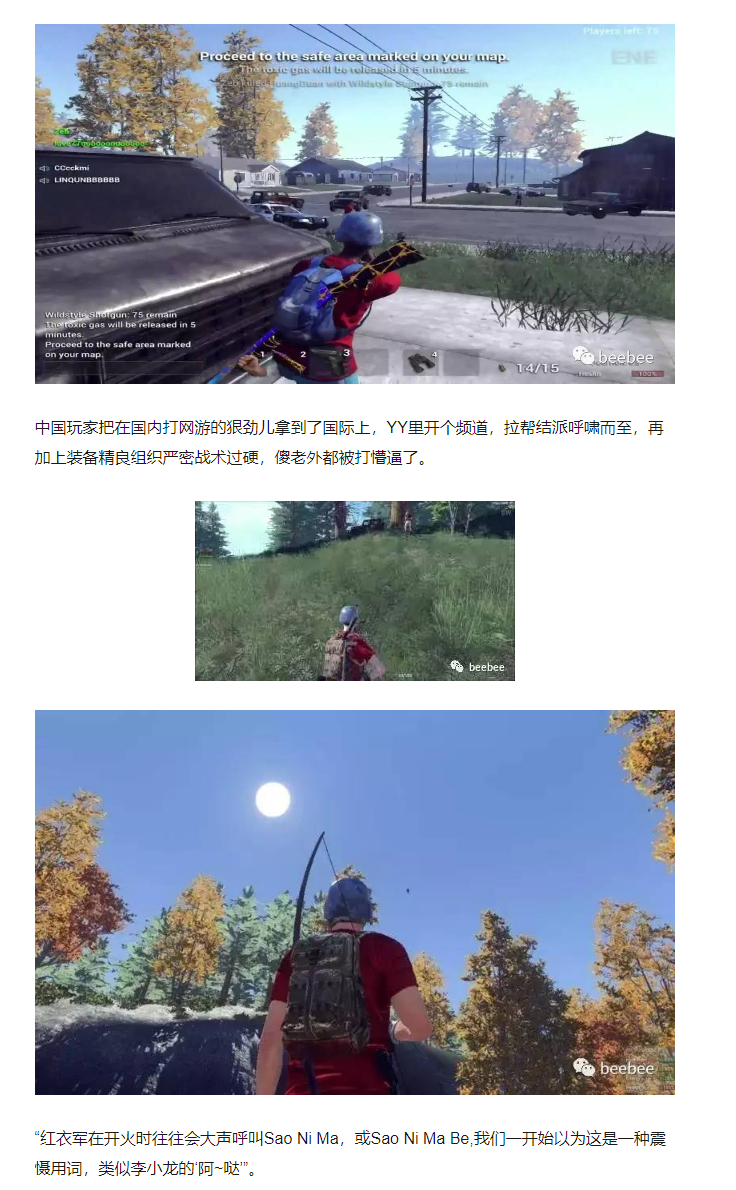 Players left: 75
Proceed to the safe area marked on your map.
The toxic gas will be released in 5 minutes.
with Wildstyle Shotgun: 75 remain
CCcckmi
LINQUNBBBBBB
Wildstyle Shotgun: 75 remain
The toxic gas will be released in 5
minutes.
Proceed to the safe area marked
on your map.
1 2 3 4
14/15
Health 100%
beebee
中国玩家把在国内打网游的狠劲儿拿到了国际上，YY里开个频道，拉帮结派呼啸而至，再
加上装备精良组织严密战术过硬，傻老外都被打懵逼了。
beebee
beebee
“红衣军在开火时往往会大声呼叫Sao Ni Ma，或Sao Ni Ma Be,我们一开始以为这是一种震
慑用词，类似李小龙的‘阿~哒’”。